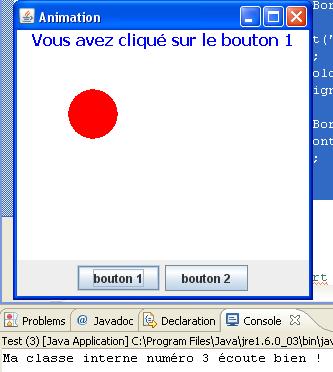 Animation
Vous avez cliqué sur le bouton 1
bouton 1
bouton 2
Problems
Javadoc
Declaration
Console
Test (3) [Java Application] C:\Program Files\Java\jre1.6.0_03\bin\jav
Ma classe interne numéro 3 écoute bien !